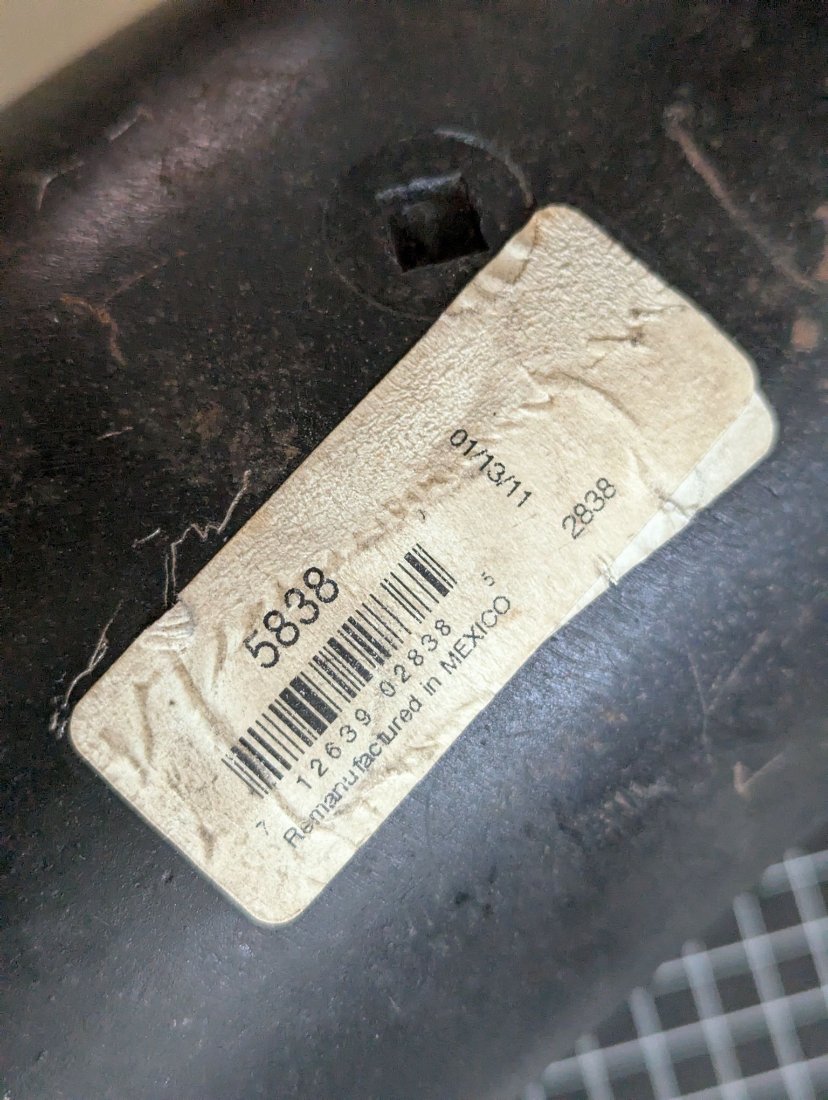 01/13/11
2838
5838
7 12639 02838 5
Remanufactured in MEXICO